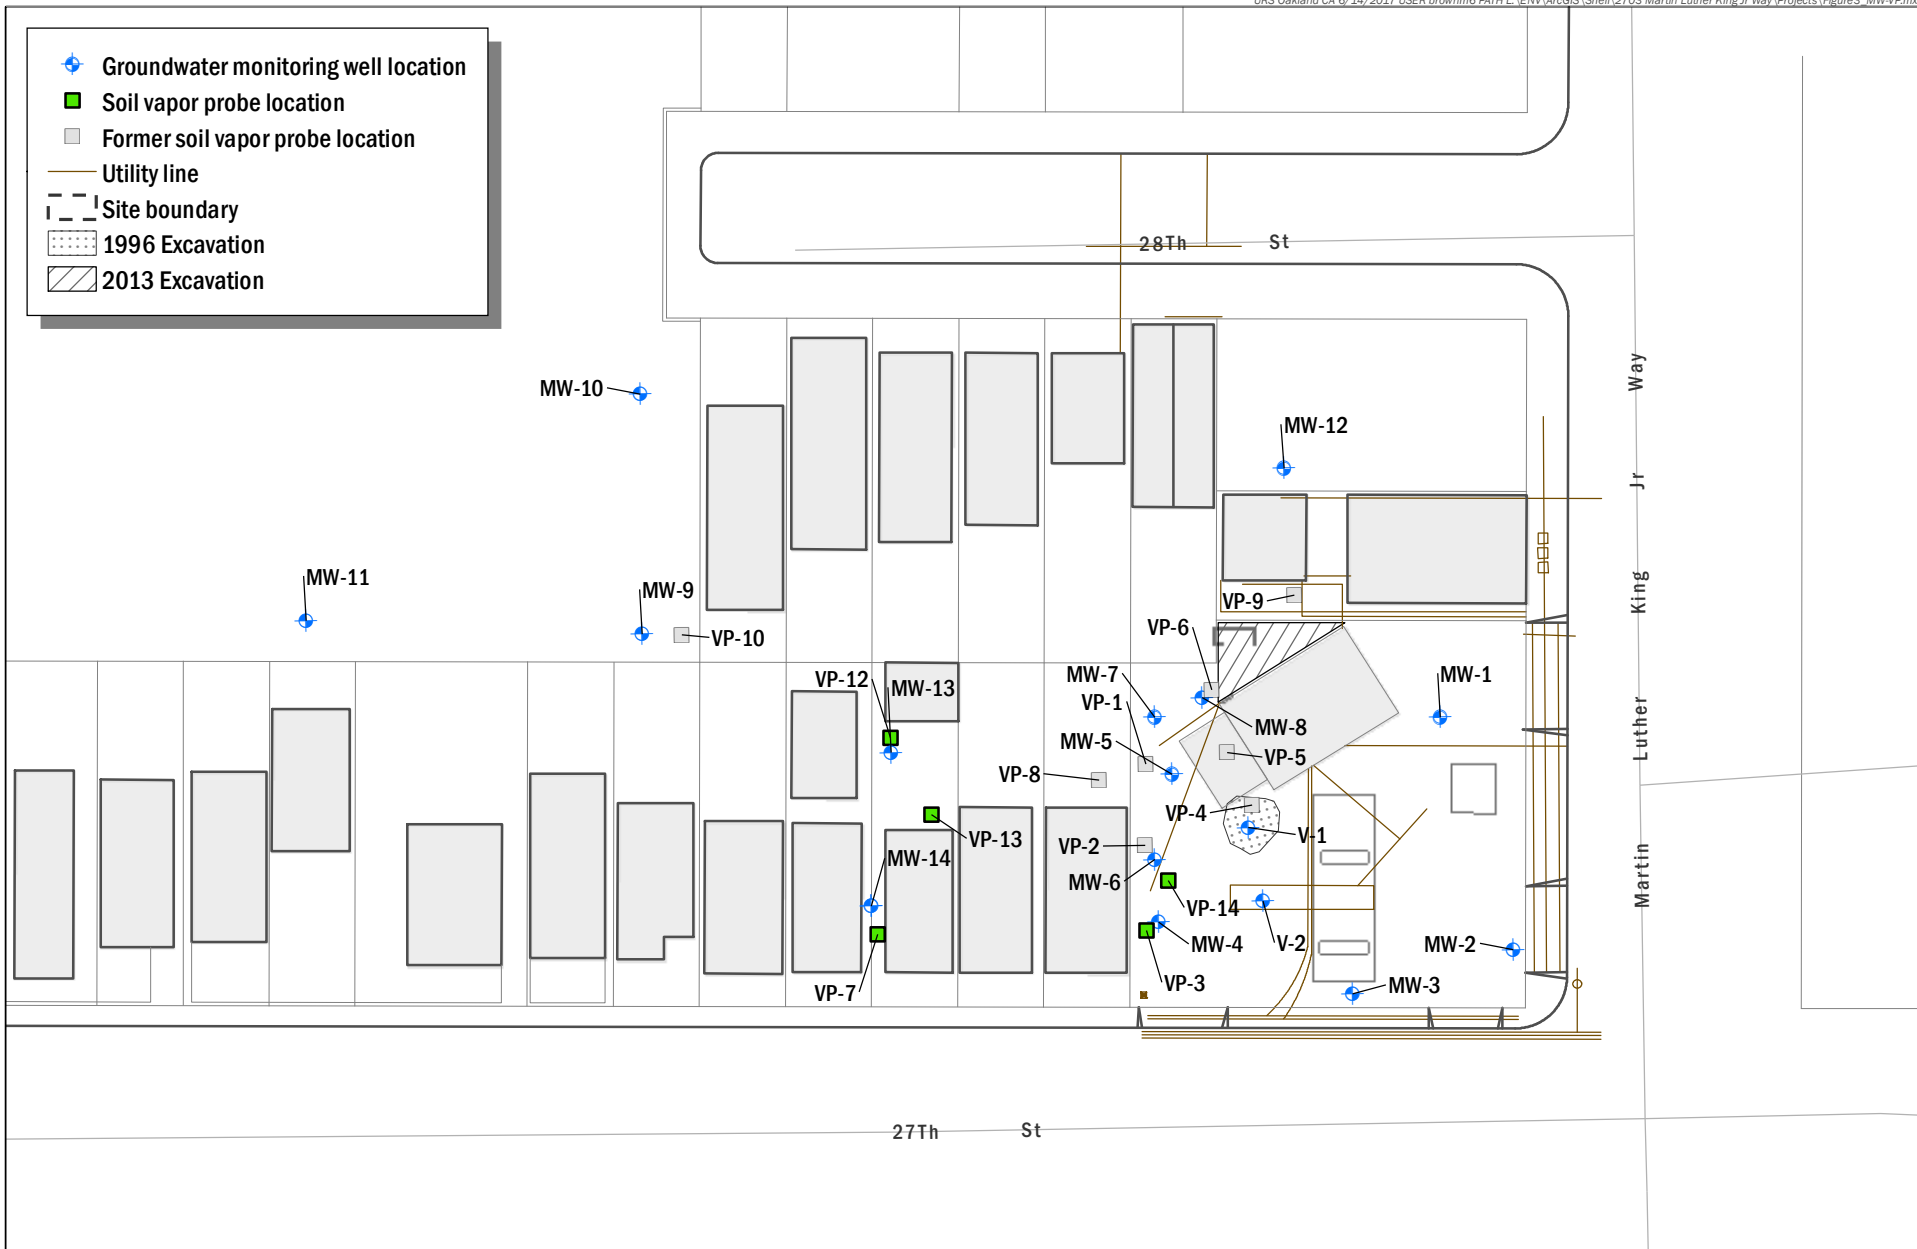 Groundwater monitoring well location
Soil vapor probe location
Former soil vapor probe location
Utility line
Site boundary
1996 Excavation
2013 Excavation
28Th St
MW-10
MW-12
MW-11
MW-9
VP-10
VP-9
VP-6
MW-7
VP-1
MW-1
VP-12
MW-13
MW-8
MW-5
VP-5
VP-8
VP-4
V-1
VP-13
VP-2
MW-14
MW-6
VP-14
MW-4
V-2
MW-2
VP-7
VP-3
MW-3
Martin Luther King Jr Way
27Th St